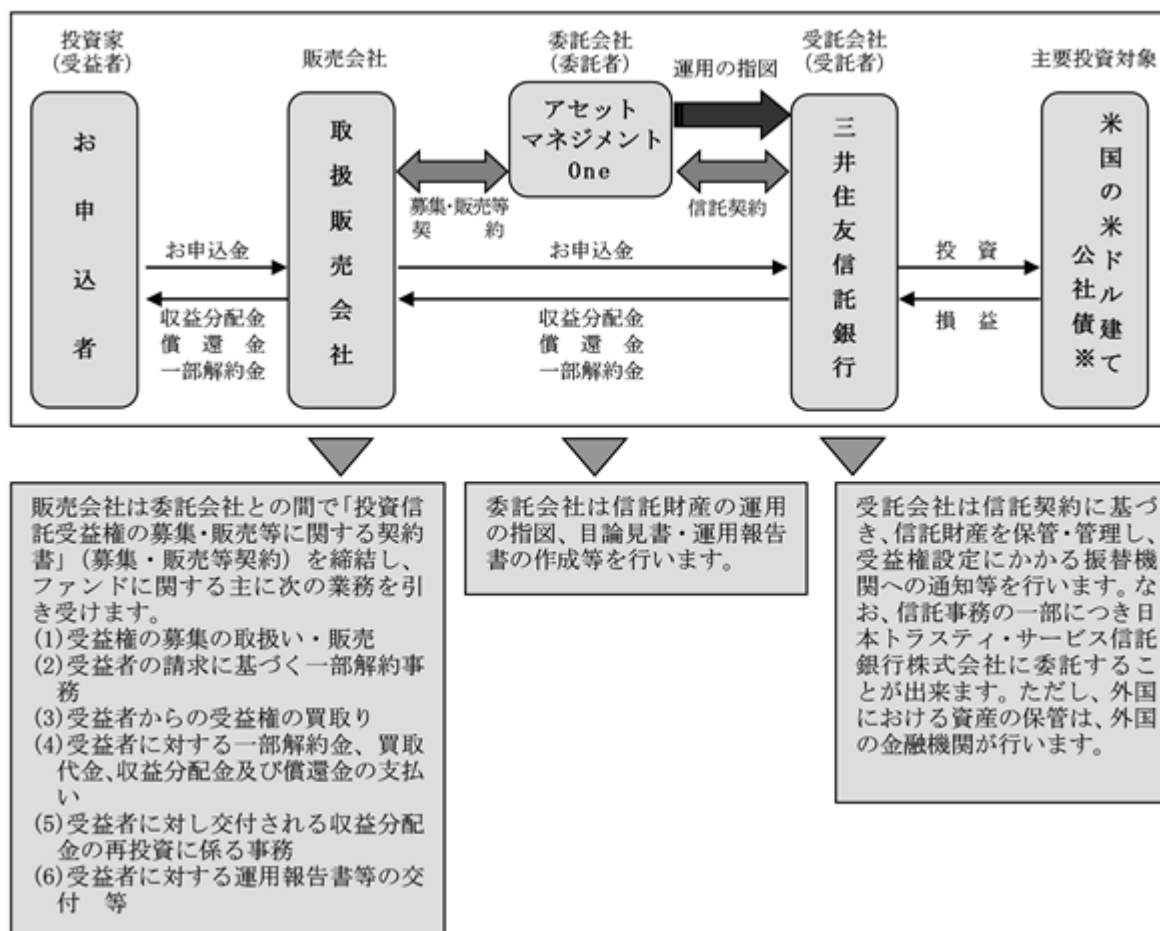 投資家
(受益者)
販売会社
委託会社
(委託者)
運用の指図
受託会社
(受託者)
主要投資対象
お申込者
取扱販売会社
アセット
マネジメント
One
三井住友信託銀行
米国の米ドル建て
公社債※
募集・販売等
契　約
信託契約
お申込金
収益分配金
償　還　金
一部解約金
お申込金
収益分配金
償　還　金
一部解約金
投　資
損　益
販売会社は委託会社との間で「投資信
託受益権の募集・販売等に関する契約
書」(募集・販売等契約)を締結し、
ファンドに関する主に次の業務を引
き受けます。
(1)受益権の募集の取扱い・販売
(2)受益者の請求に基づく一部解約事
務
(3)受益者からの受益権の買取り
(4)受益者に対する一部解約金、買取
代金、収益分配金及び償還金の支払
い
(5)受益者に対し交付される収益分配
金の再投資に係る事務
(6)受益者に対する運用報告書等の交
付　等
委託会社は信託財産の運用
の指図、目論見書・運用報告
書の作成等を行います。
受託会社は信託契約に基づ
き、信託財産を保管・管理し、
受益権設定にかかる振替機
関への通知等を行います。な
お、信託事務の一部につき日
本トラスティ・サービス信託
銀行株式会社に委託するこ
とが出来ます。ただし、外国
における資産の保管は、外国
の金融機関が行います。